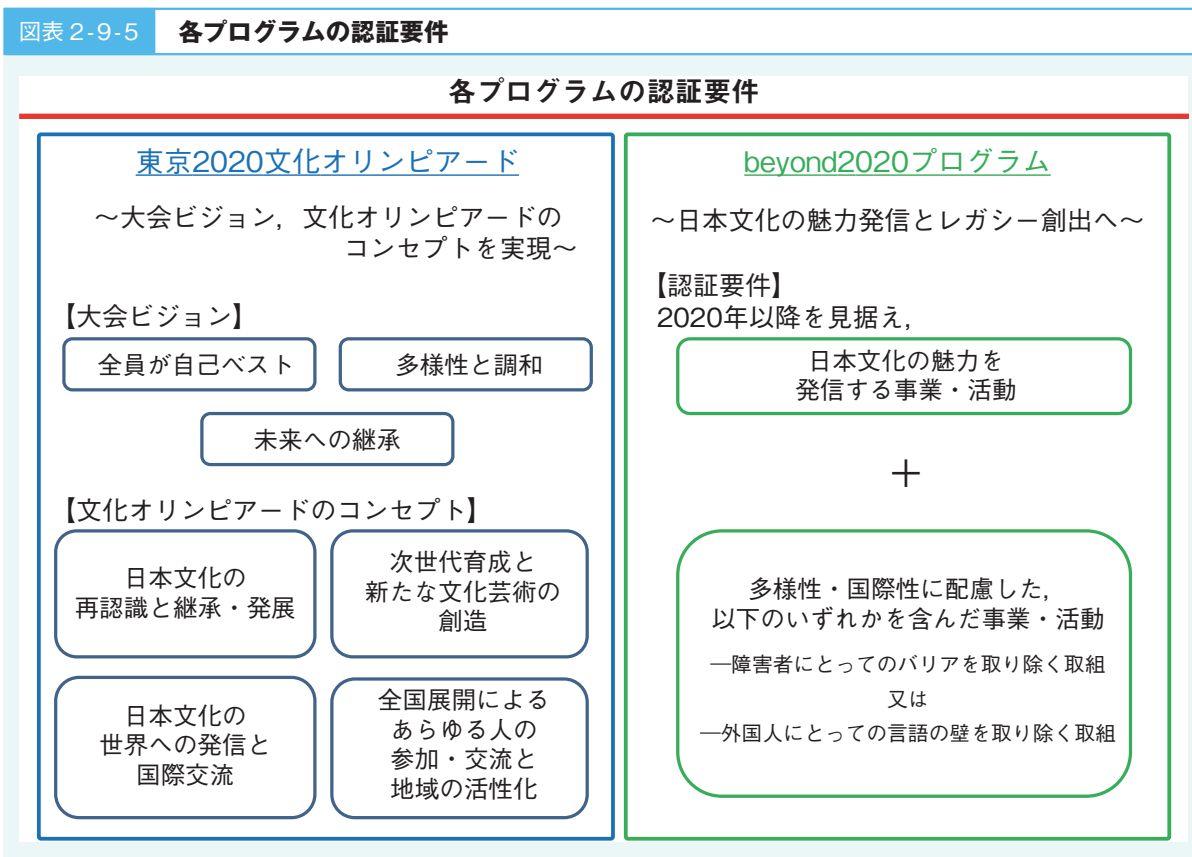 図表2-9-5 各プログラムの認証要件
各プログラムの認証要件
東京2020文化オリンピアード
～大会ビジョン，文化オリンピアードの
コンセプトを実現～
【大会ビジョン】
全員が自己ベスト
多様性と調和
未来への継承
【文化オリンピアードのコンセプト】
日本文化の
再認識と継承・発展
次世代育成と
新たな文化芸術の
創造
日本文化の
世界への発信と
国際交流
全国展開による
あらゆる人の
参加・交流と
地域の活性化
beyond2020プログラム
～日本文化の魅力発信とレガシー創出へ～
【認証要件】
2020年以降を見据え，
日本文化の魅力を
発信する事業・活動
＋
多様性・国際性に配慮した，
以下のいずれかを含んだ事業・活動
―障害者にとってのバリアを取り除く取組
又は
―外国人にとっての言語の壁を取り除く取組